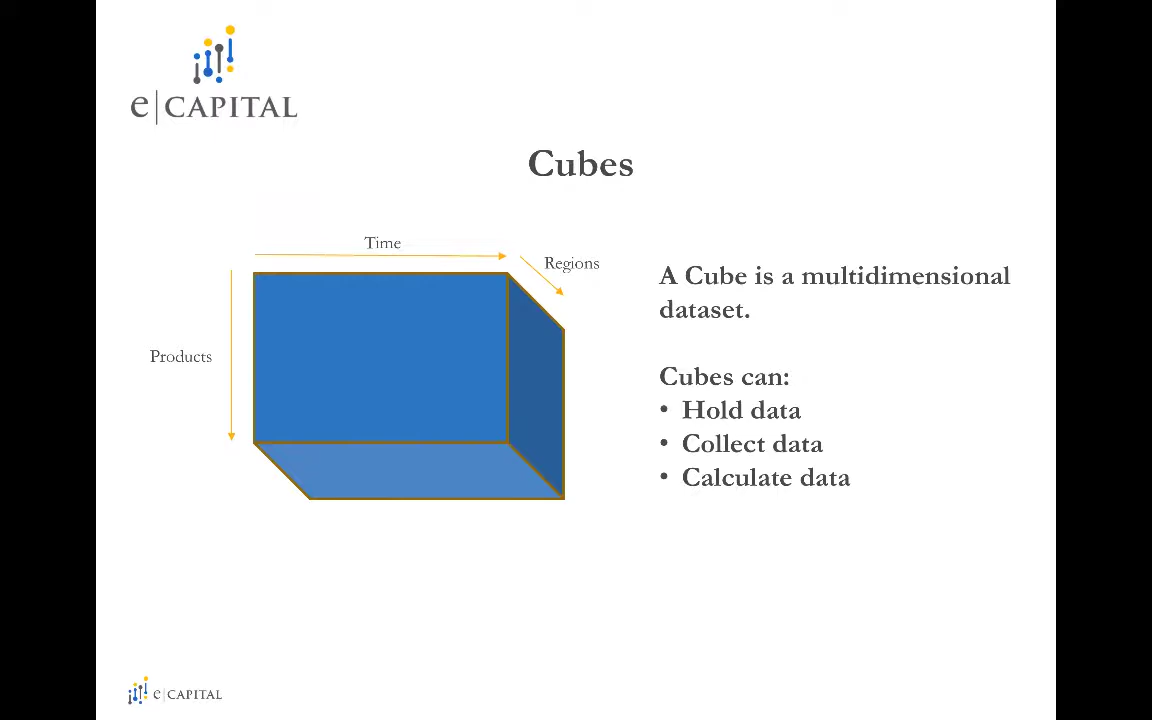 e|CAPITAL
Cubes
Time
Regions
Products
A Cube is a multidimensional
dataset.
Cubes can:
• Hold data
• Collect data
• Calculate data
e|CAPITAL